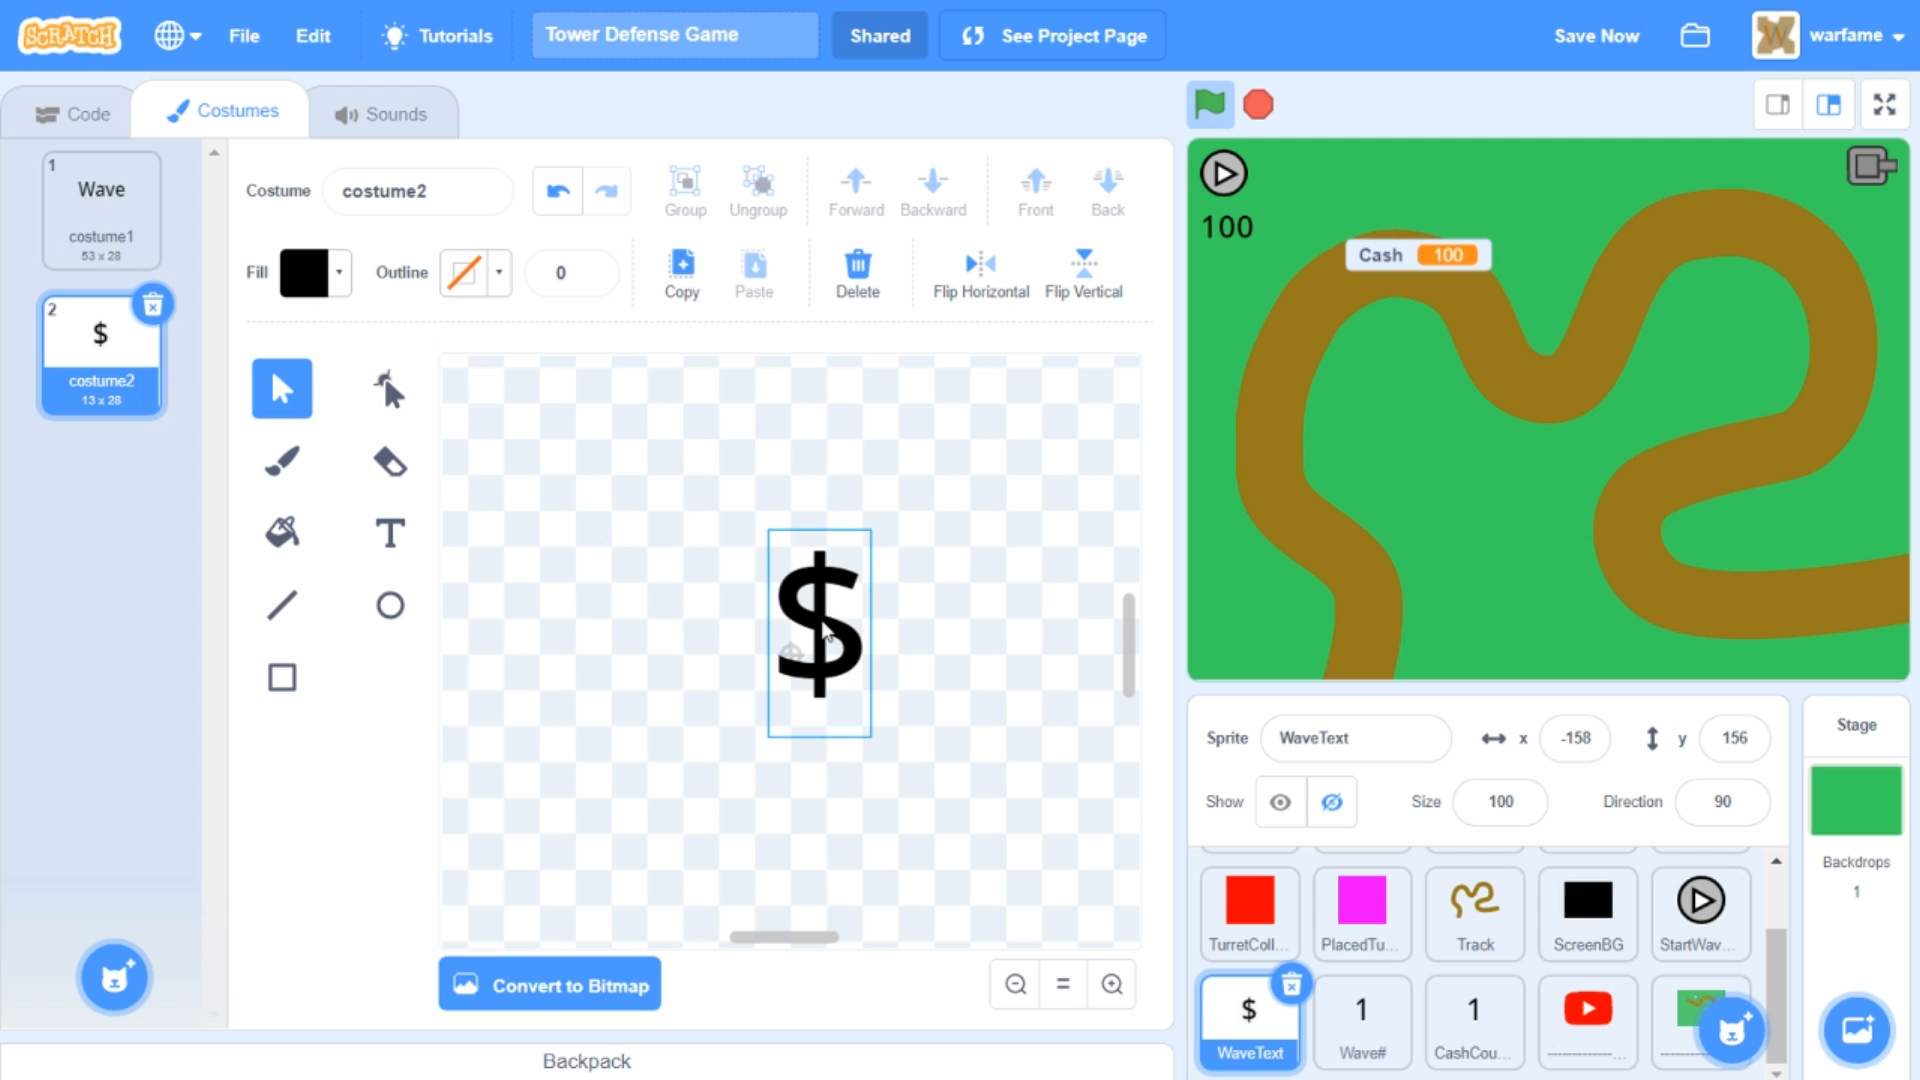 SCRATCH File Edit Tutorials Tower Defense Game Shared See Project Page Save Now warfame
Code Costumes Sounds
1
Wave
costume1
53 x 28
2
$
costume2
13 x 28
Costume costume2
Group Ungroup Forward Backward Front Back
Fill Outline 0
Copy Paste Delete Flip Horizontal Flip Vertical
$
Convert to Bitmap
Backpack
100
Cash 100
Sprite WaveText x -158 y 156
Show Size 100 Direction 90
TurretColl... PlacedTu... Track ScreenBG StartWav...
$ 1 1
WaveText Wave# CashCou... -------------...
Stage
Backdrops
1